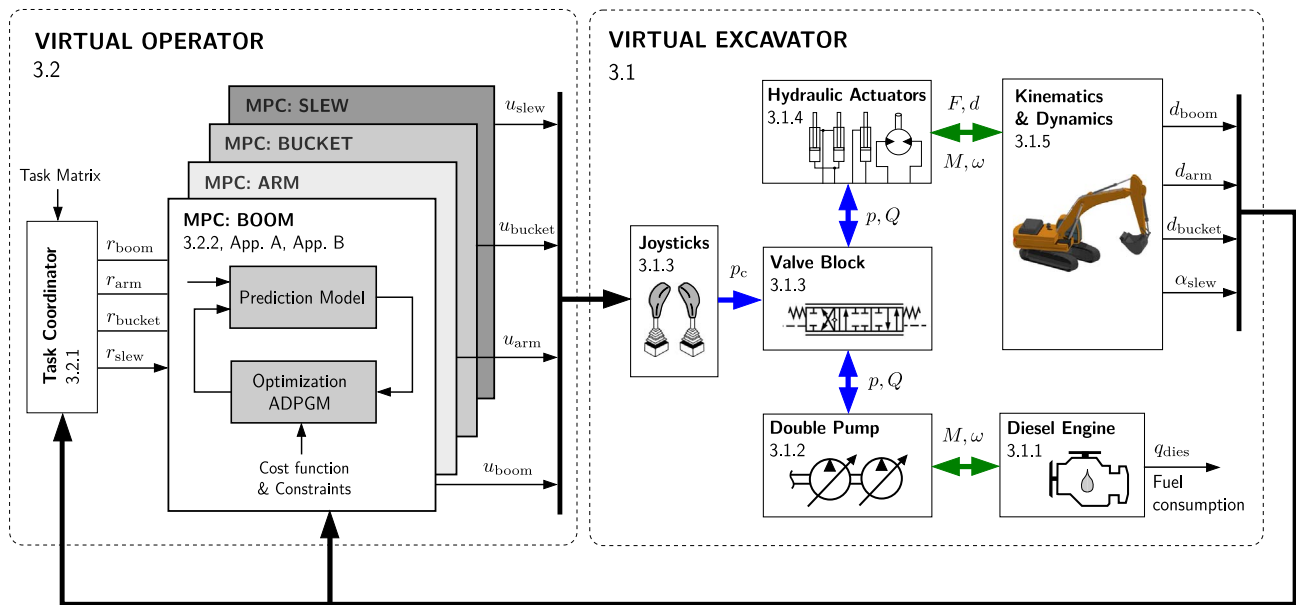 VIRTUAL OPERATOR
3.2
Task Matrix
Task Coordinator
3.2.1
r_boom
r_arm
r_bucket
r_slew
MPC: SLEW
MPC: BUCKET
MPC: ARM
MPC: BOOM
3.2.2, App. A, App. B
Prediction Model
Optimization
ADPGM
Cost function
& Constraints
u_slew
u_bucket
u_arm
u_boom
VIRTUAL EXCAVATOR
3.1
Joysticks
3.1.3
p_c
Hydraulic Actuators
3.1.4
F, d
M, ω
p, Q
Valve Block
3.1.3
p, Q
Double Pump
3.1.2
M, ω
Kinematics
& Dynamics
3.1.5
d_boom
d_arm
d_bucket
α_slew
Diesel Engine
3.1.1
q_dies
Fuel
consumption